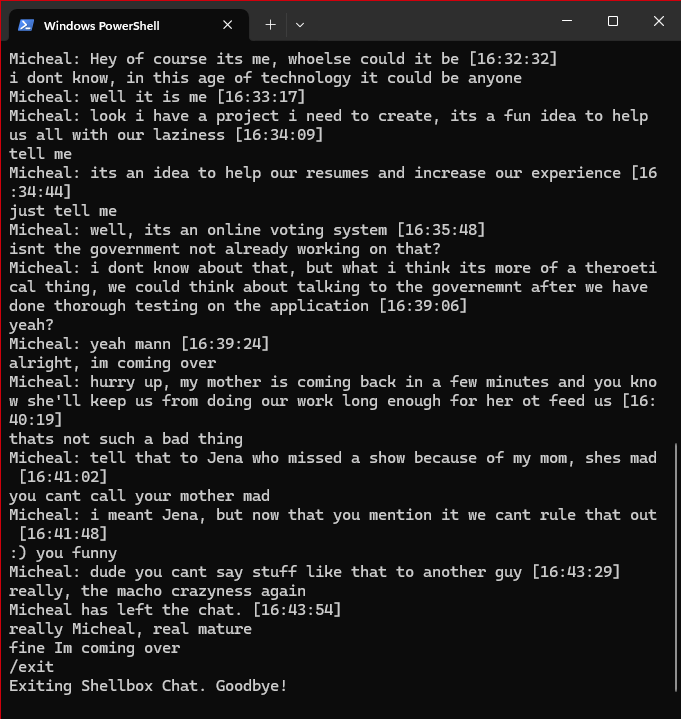 Windows PowerShell
Micheal: Hey of course its me, whoelse could it be [16:32:32]
i dont know, in this age of technology it could be anyone
Micheal: well it is me [16:33:17]
Micheal: look i have a project i need to create, its a fun idea to help
us all with our laziness [16:34:09]
tell me
Micheal: its an idea to help our resumes and increase our experience [16
:34:44]
just tell me
Micheal: well, its an online voting system [16:35:48]
isnt the government not already working on that?
Micheal: i dont know about that, but what i think its more of a theroeti
cal thing, we could think about talking to the governemnt after we have
done thorough testing on the application [16:39:06]
yeah?
Micheal: yeah mann [16:39:24]
alright, im coming over
Micheal: hurry up, my mother is coming back in a few minutes and you kno
w she'll keep us from doing our work long enough for her ot feed us [16:
40:19]
thats not such a bad thing
Micheal: tell that to Jena who missed a show because of my mom, shes mad
[16:41:02]
you cant call your mother mad
Micheal: i meant Jena, but now that you mention it we cant rule that out
[16:41:48]
:) you funny
Micheal: dude you cant say stuff like that to another guy [16:43:29]
really, the macho crazyness again
Micheal has left the chat. [16:43:54]
really Micheal, real mature
fine Im coming over
/exit
Exiting Shellbox Chat. Goodbye!